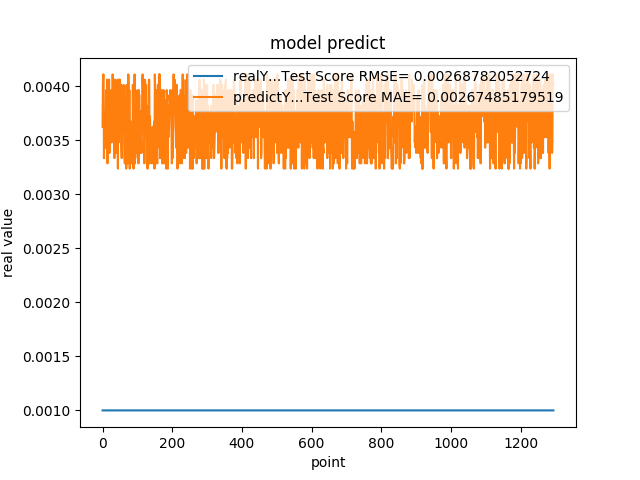 model predict
realY...Test Score RMSE= 0.00268782052724
predictY...Test Score MAE= 0.00267485179519
0.0040
0.0035
0.0030
0.0025
0.0020
0.0015
0.0010
real value
0 200 400 600 800 1000 1200
point